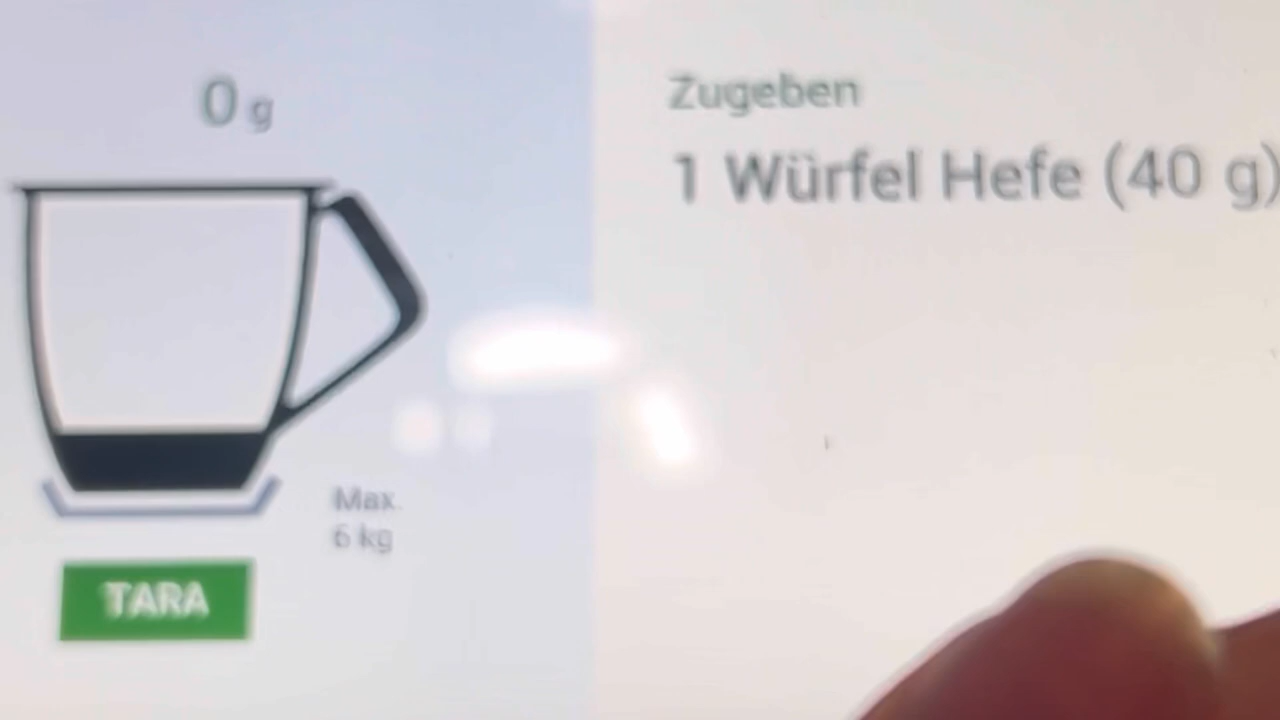 0 g
Zugeben
1 Würfel Hefe (40 g)
Max.
6 kg
TARA